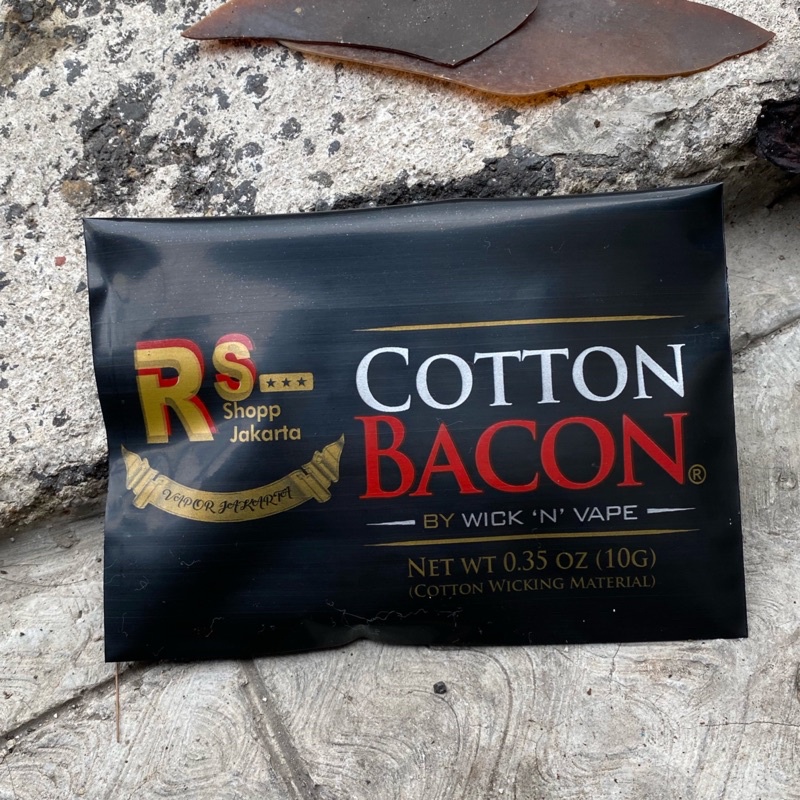 RS
Shopp
Jakarta
VAPOR JAKARTA
COTTON
BACON®
BY WICK 'N' VAPE
NET WT 0.35 OZ (10G)
(COTTON WICKING MATERIAL)